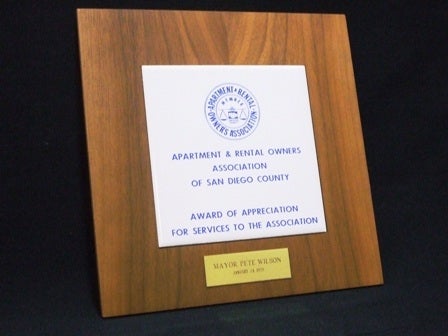 APARTMENT & RENTAL
OWNERS ASSOCIATION
MEMBER
APARTMENT & RENTAL OWNERS
ASSOCIATION
OF SAN DIEGO COUNTY
AWARD OF APPRECIATION
FOR SERVICES TO THE ASSOCIATION
MAYOR PETE WILSON
JANUARY